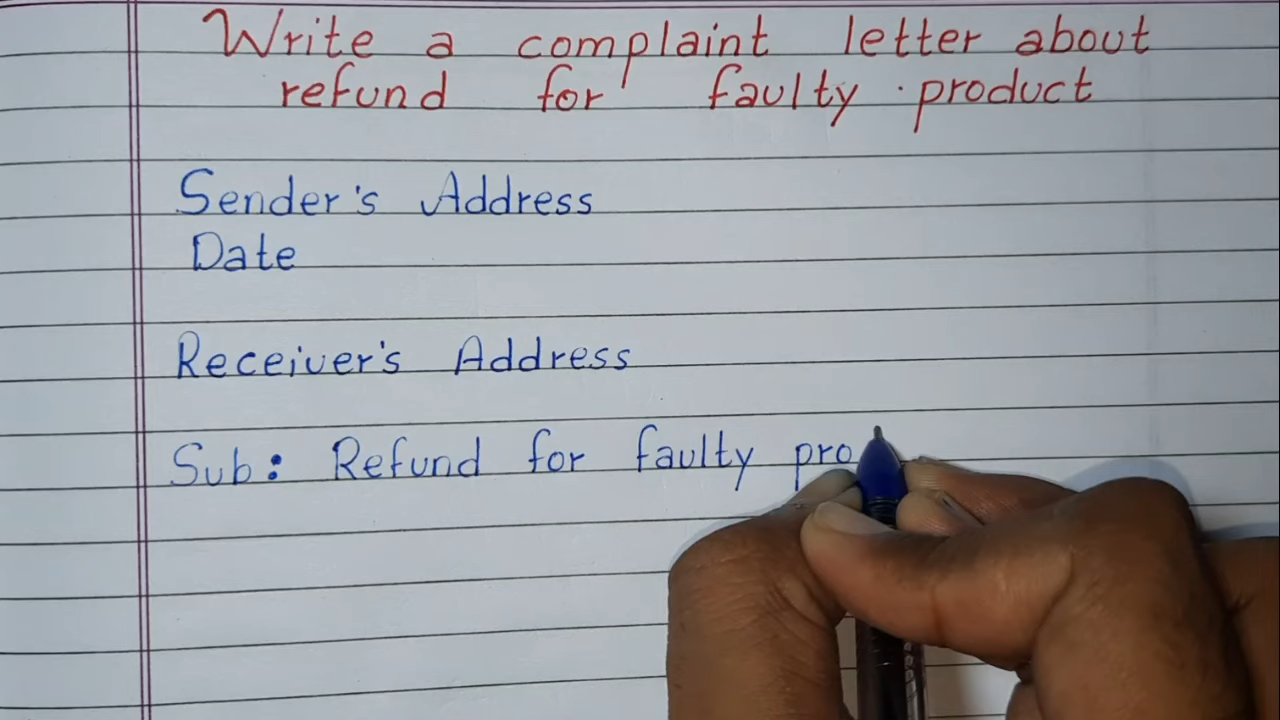 Write a complaint letter about
refund for faulty product
Sender's Address
Date
Receiver's Address
Sub: Refund for faulty pro